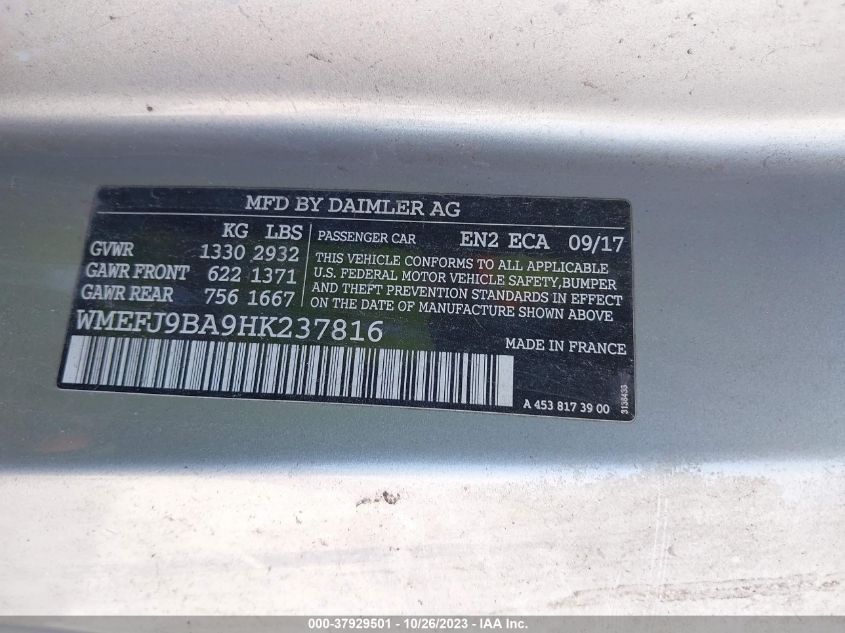 MFD BY DAIMLER AG
KG LBS
GVWR 1330 2932
GAWR FRONT 622 1371
GAWR REAR 756 1667
PASSENGER CAR EN2 ECA 09/17
THIS VEHICLE CONFORMS TO ALL APPLICABLE
U.S. FEDERAL MOTOR VEHICLE SAFETY, BUMPER
AND THEFT PREVENTION STANDARDS IN EFFECT
ON THE DATE OF MANUFACTURE SHOWN ABOVE.
WMEFJ9BA9HK237816
MADE IN FRANCE
A 453 817 39 00
3136433
000-37929501 - 10/26/2023 - IAA Inc.